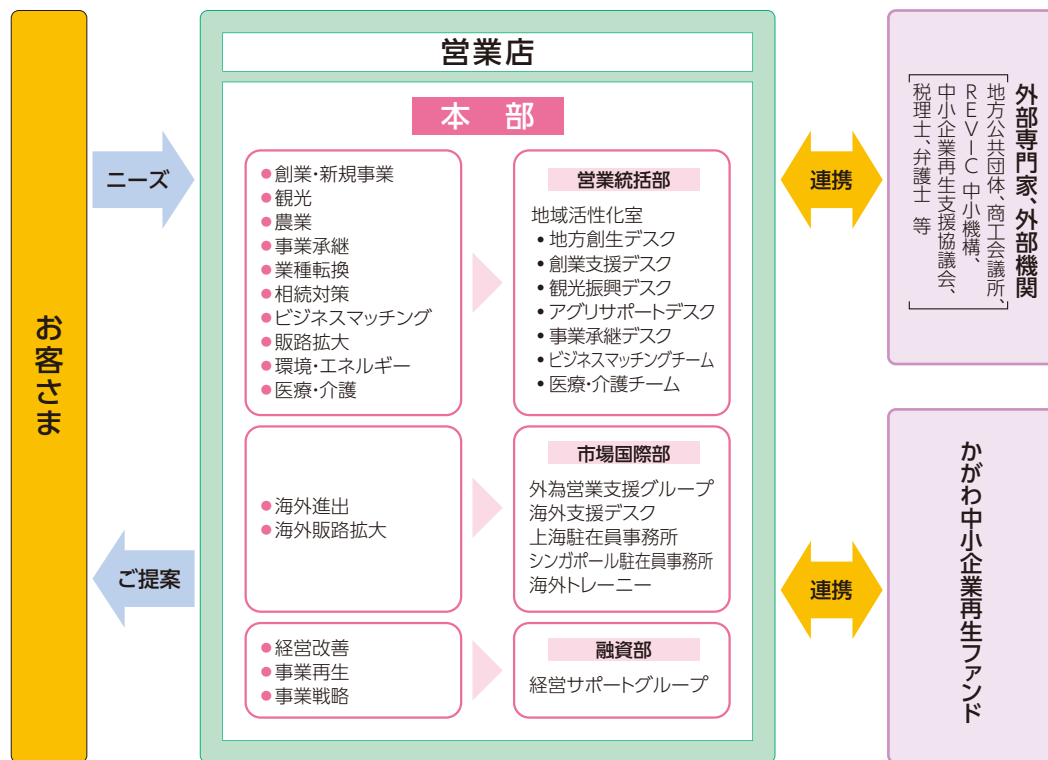 お客さま
ニーズ
ご提案
営業店
本部
●創業・新規事業
●観光
●農業
●事業承継
●業種転換
●相続対策
●ビジネスマッチング
●販路拡大
●環境・エネルギー
●医療・介護
営業統括部
地域活性化室
•地方創生デスク
•創業支援デスク
•観光振興デスク
•アグリサポートデスク
•事業承継デスク
•ビジネスマッチングチーム
•医療・介護チーム
●海外進出
●海外販路拡大
市場国際部
外為営業支援グループ
海外支援デスク
上海駐在員事務所
シンガポール駐在員事務所
海外トレーニー
●経営改善
●事業再生
●事業戦略
融資部
経営サポートグループ
連携
外部専門家、外部機関
地方公共団体、商工会議所、
REVIC 中小機構、
中小企業再生支援協議会、
税理士、弁護士 等
連携
かがわ中小企業再生ファンド